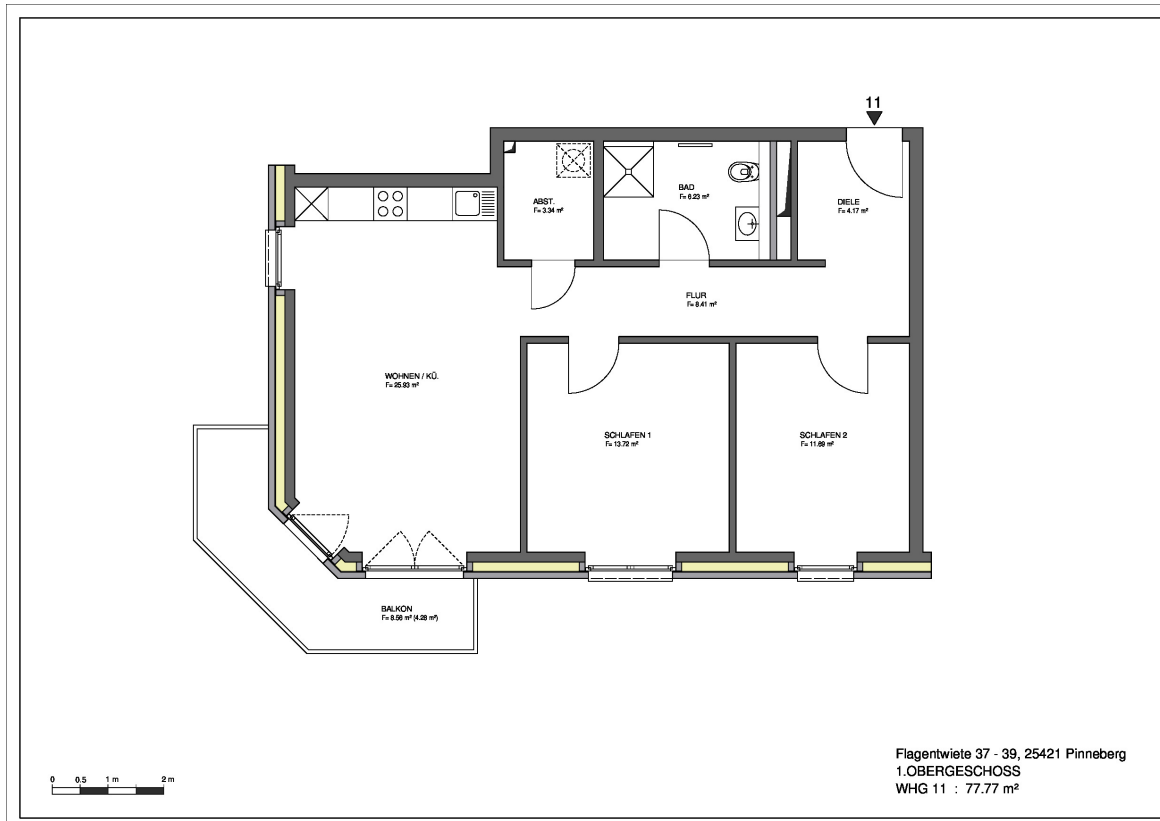 11
ABST.
F= 3.34 m²
BAD
F= 6.23 m²
DIELE
F= 4.17 m²
FLUR
F= 8.41 m²
WOHNEN / KÜ.
F= 25.93 m²
SCHLAFEN 1
F= 13.72 m²
SCHLAFEN 2
F= 11.69 m²
BALKON
F= 8.56 m² (4.28 m²)
0 0.5 1 m 2 m
Flagentwiete 37 - 39, 25421 Pinneberg
1.OBERGESCHOSS
WHG 11 : 77.77 m²